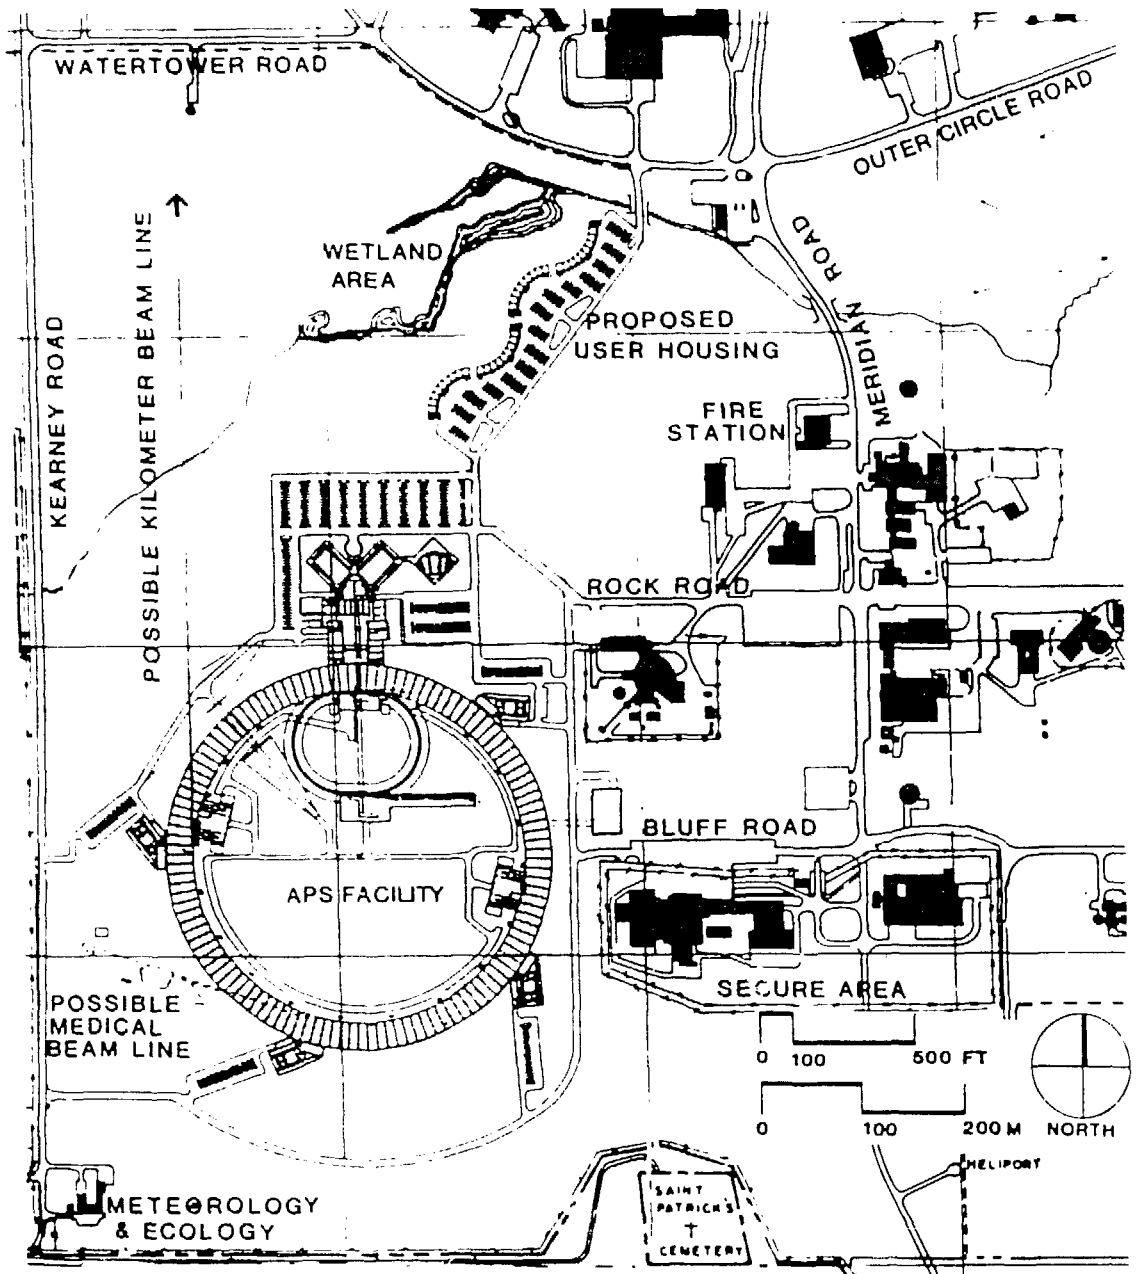 WATERTOWER ROAD
OUTER CIRCLE ROAD
WETLAND
AREA
MERIDIAN ROAD
POSSIBLE KILOMETER BEAM LINE
KEARNEY ROAD
PROPOSED
USER HOUSING
FIRE
STATION
ROCK ROAD
BLUFF ROAD
APS FACILITY
SECURE AREA
POSSIBLE
MEDICAL
BEAM LINE
0 100 500 FT
0 100 200 M
NORTH
HELIPORT
METEOROLOGY
& ECOLOGY
SAINT
PATRICK'S
CEMETERY